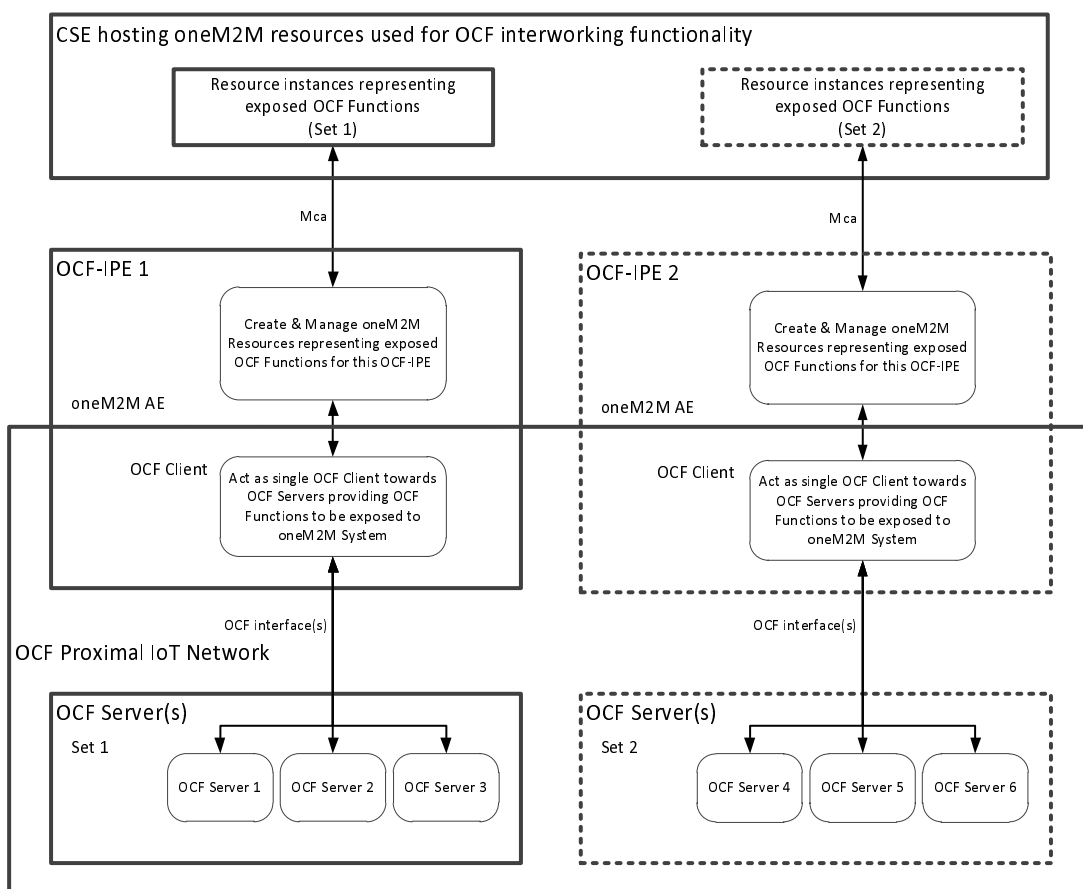 CSE hosting oneM2M resources used for OCF interworking functionality
Resource instances representing
exposed OCF Functions
(Set 1)
Resource instances representing
exposed OCF Functions
(Set 2)
Mca
Mca
OCF-IPE 1
Create & Manage oneM2M
Resources representing exposed
OCF Functions for this OCF-IPE
oneM2M AE
OCF Client
Act as single OCF Client towards
OCF Servers providing OCF
Functions to be exposed to
oneM2M System
OCF-IPE 2
Create & Manage oneM2M
Resources representing exposed
OCF Functions for this OCF-IPE
oneM2M AE
OCF Client
Act as single OCF Client towards
OCF Servers providing OCF
Functions to be exposed to
oneM2M System
OCF interface(s)
OCF interface(s)
OCF Proximal IoT Network
OCF Server(s)
Set 1
OCF Server 1
OCF Server 2
OCF Server 3
OCF Server(s)
Set 2
OCF Server 4
OCF Server 5
OCF Server 6